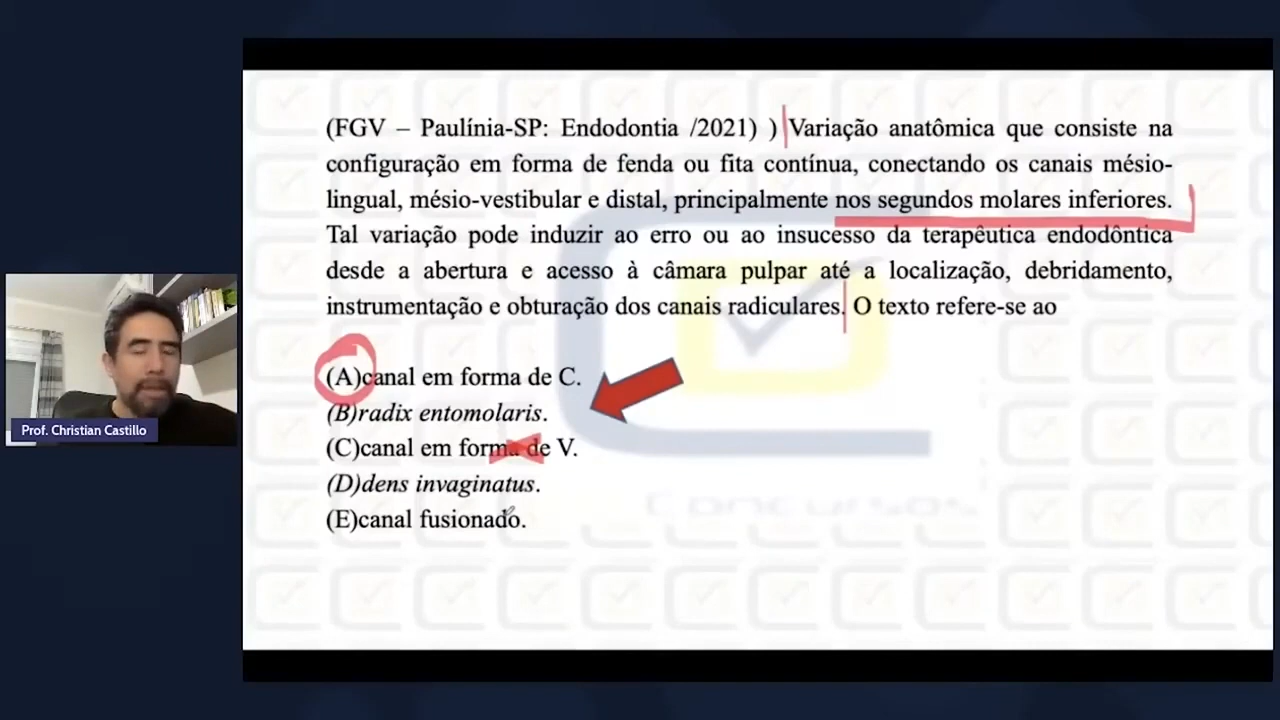 (FGV – Paulínia-SP: Endodontia /2021) ) Variação anatômica que consiste na
configuração em forma de fenda ou fita contínua, conectando os canais mésio-
lingual, mésio-vestibular e distal, principalmente nos segundos molares inferiores.
Tal variação pode induzir ao erro ou ao insucesso da terapêutica endodôntica
desde a abertura e acesso à câmara pulpar até a localização, debridamento,
instrumentação e obturação dos canais radiculares. O texto refere-se ao
(A)canal em forma de C.
(B)radix entomolaris.
(C)canal em forma de V.
(D)dens invaginatus.
(E)canal fusionado.
Concursos
Prof. Christian Castillo